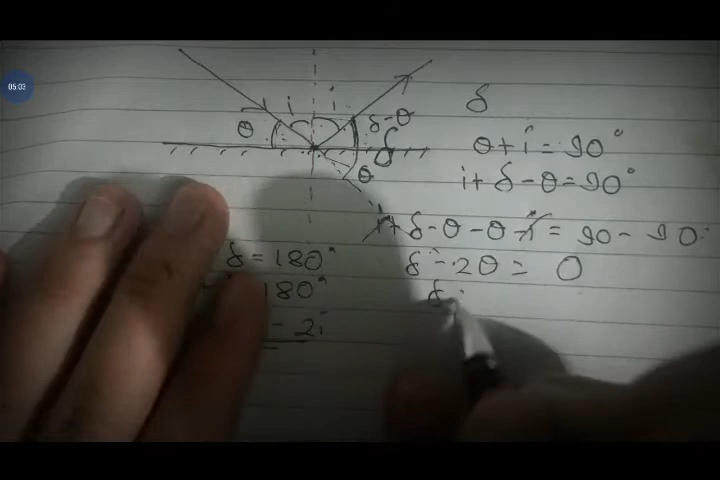 05:03
i i
θ δ-θ
δ
θ
δ
θ + i = 90°
i + δ - θ = 90°
i + δ - θ - θ - i = 90 - 90
δ - 2θ = 0
δ
δ = 180°
180°
- 2i